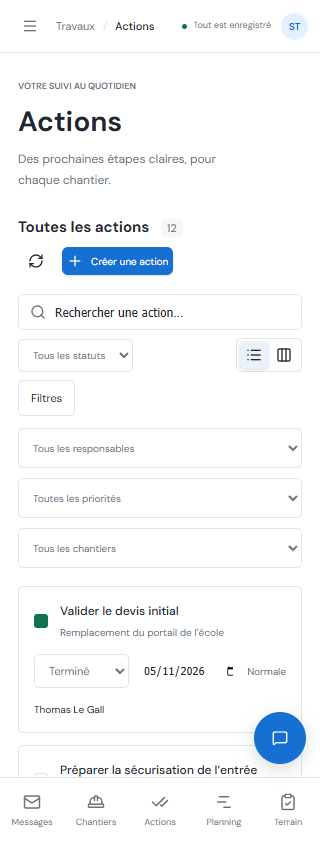 Travaux / Actions
Tout est enregistré
ST
VOTRE SUIVI AU QUOTIDIEN
Actions
Des prochaines étapes claires, pour
chaque chantier.
Toutes les actions 12
Créer une action
Rechercher une action...
Tous les statuts
Filtres
Tous les responsables
Toutes les priorités
Tous les chantiers
Valider le devis initial
Remplacement du portail de l'école
Terminé 05/11/2026 Normale
Thomas Le Gall
Préparer la sécurisation de l'entrée
Messages Chantiers Actions Planning Terrain